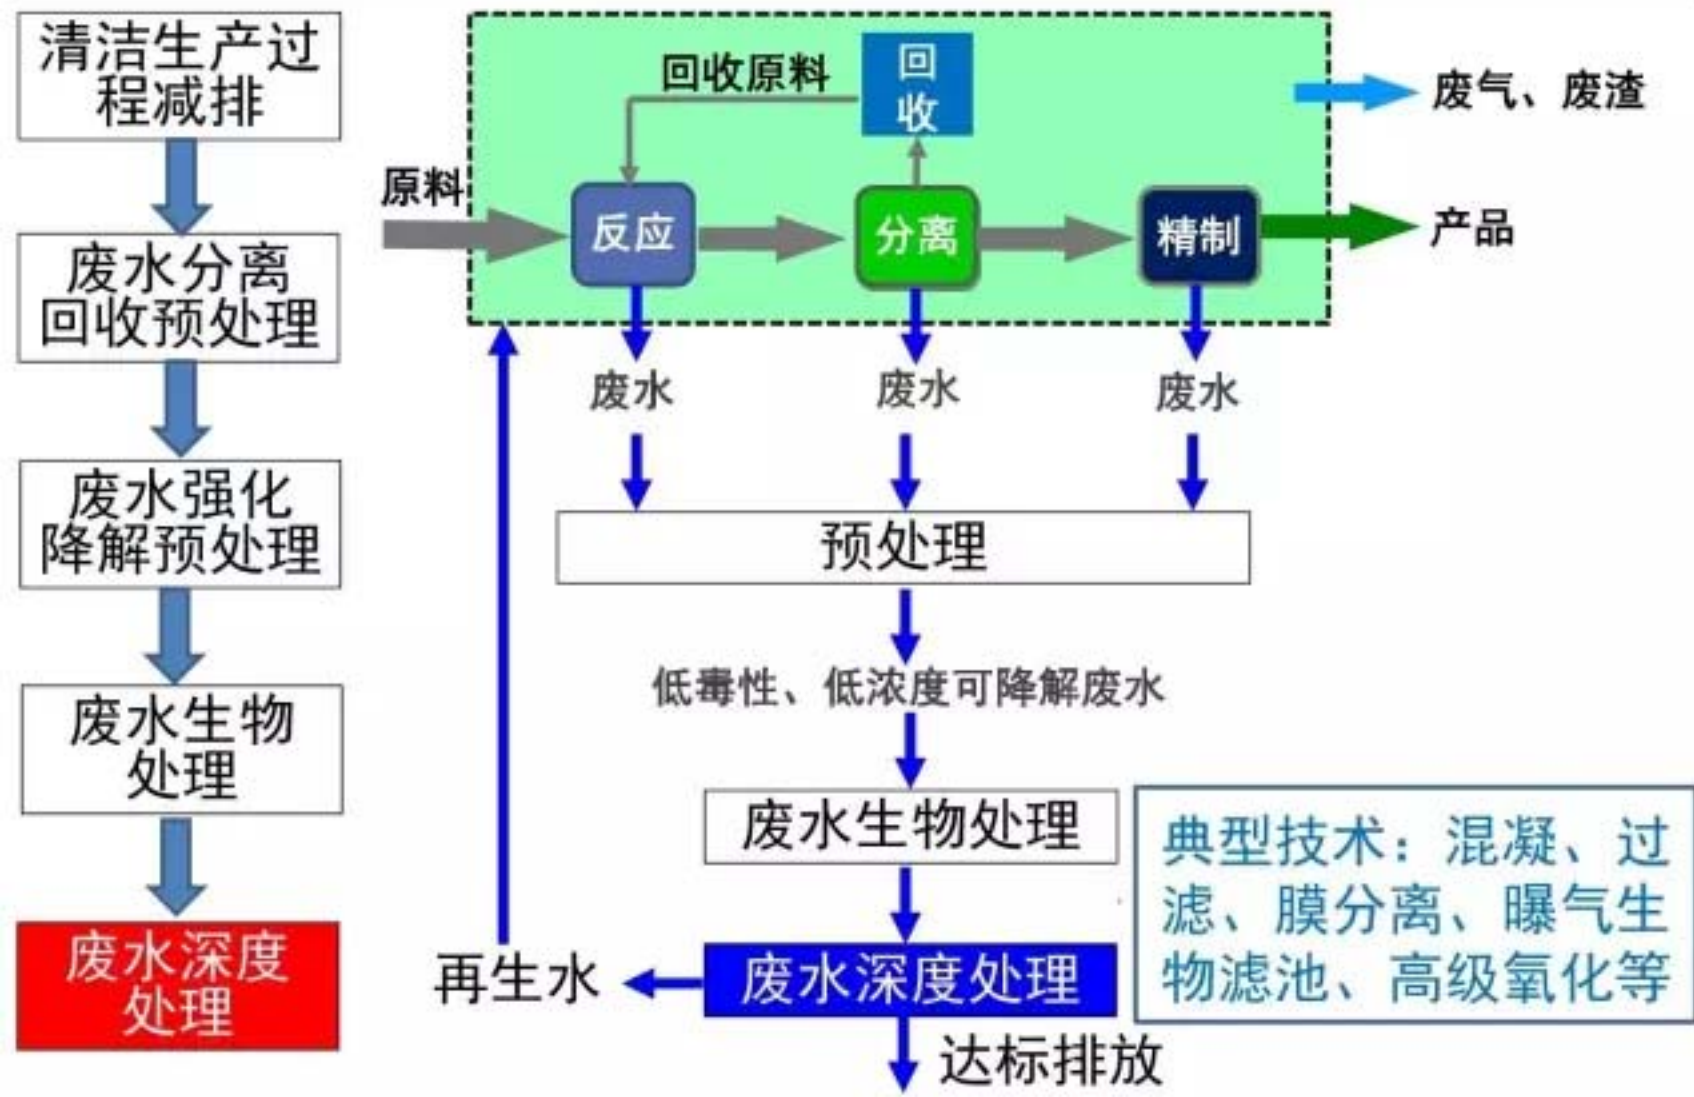 清洁生产过
程减排
废水分离
回收预处理
废水强化
降解预处理
废水生物
处理
废水深度
处理
回收原料
回
收
废气、废渣
原料
反应
分离
精制
产品
废水
废水
废水
预处理
低毒性、低浓度可降解废水
废水生物处理
典型技术：混凝、过
滤、膜分离、曝气生
物滤池、高级氧化等
再生水
废水深度处理
达标排放